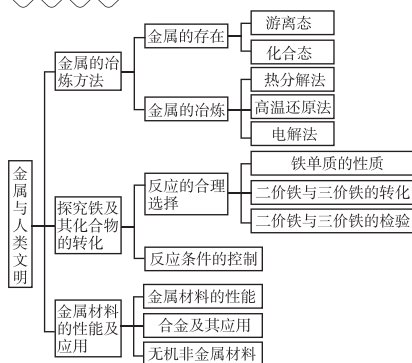 金属与人类文明
金属的冶
炼方法
金属的存在
游离态
化合态
金属的冶炼
热分解法
高温还原法
电解法
探究铁及
其化合物
的转化
反应的合理
选择
铁单质的性质
二价铁与三价铁的转化
二价铁与三价铁的检验
反应条件的控制
金属材料
的性能及
应用
金属材料的性能
合金及其应用
无机非金属材料